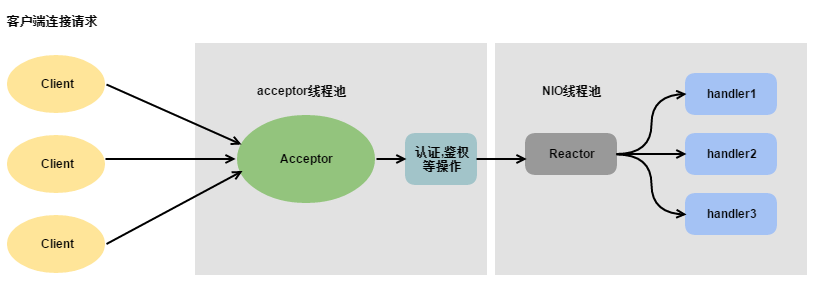 客户端连接请求
Client
Client
Client
acceptor线程池
Acceptor
认证,鉴权
等操作
NIO线程池
Reactor
handler1
handler2
handler3